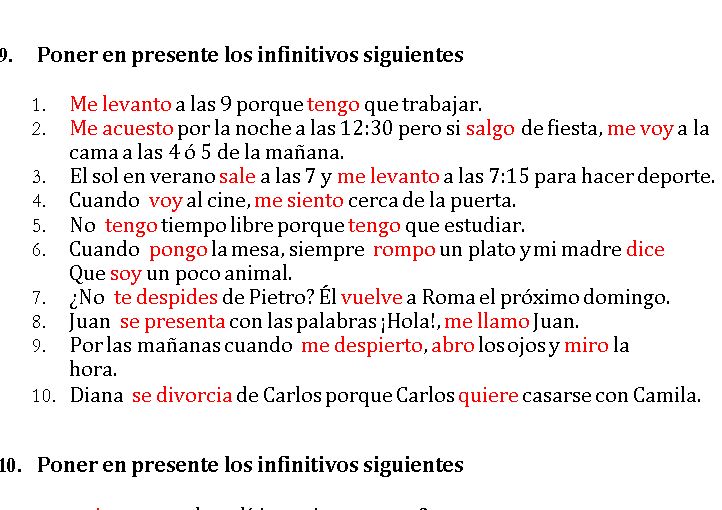 9. Poner en presente los infinitivos siguientes
1. Me levanto a las 9 porque tengo que trabajar.
2. Me acuesto por la noche a las 12:30 pero si salgo de fiesta, me voy a la
cama a las 4 ó 5 de la mañana.
3. El sol en verano sale a las 7 y me levanto a las 7:15 para hacer deporte.
4. Cuando voy al cine, me siento cerca de la puerta.
5. No tengo tiempo libre porque tengo que estudiar.
6. Cuando pongo la mesa, siempre rompo un plato y mi madre dice
Que soy un poco animal.
7. ¿No te despides de Pietro? Él vuelve a Roma el próximo domingo.
8. Juan se presenta con las palabras ¡Hola!, me llamo Juan.
9. Por las mañanas cuando me despierto, abro los ojos y miro la
hora.
10. Diana se divorcia de Carlos porque Carlos quiere casarse con Camila.
10. Poner en presente los infinitivos siguientes